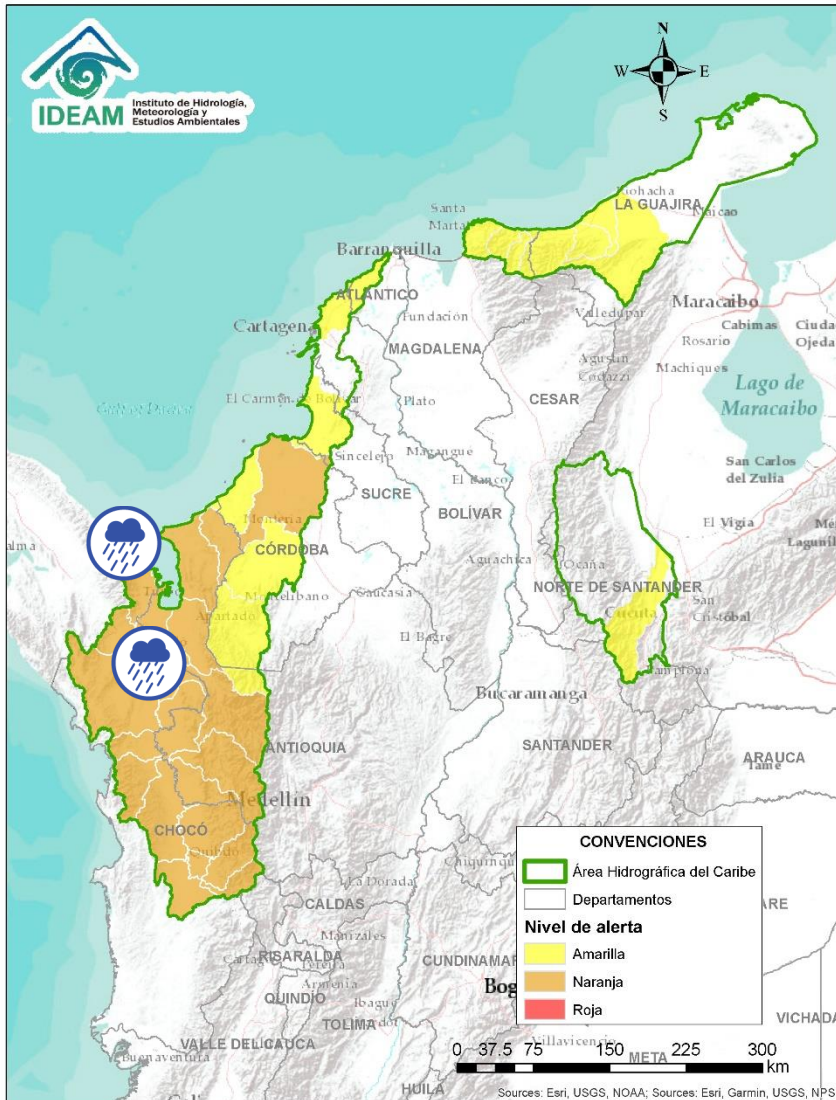 IDEAM
Instituto de Hidrología,
Meteorología y
Estudios Ambientales
N
W
E
S
Riohacha
LA GUAJIRA
Maicao
Santa
Marta
Barranquilla
ATLÁNTICO
Cartagena
Fundación
Valledupar
Maracaibo
Cabimas
Ciuda
Ojeda
Rosario
MAGDALENA
Agustín
Codazzi
Machiques
Lago de
Maracaibo
CESAR
El Carmen de Bolívar
Plato
Sincelejo
Magangué
San Carlos
del Zulia
El Banco
SUCRE
BOLÍVAR
El Vigía
Montería
CÓRDOBA
Aguachica
Ocaña
NORTE DE SANTANDER
Montelíbano
Caucasia
San
Cristóbal
Cúcuta
Apartadó
El Bagre
Pamplona
Bucaramanga
ANTIOQUIA
SANTANDER
ARAUCA
Tame
Medellín
CHOCÓ
Quibdó
La Dorada
CALDAS
Manizales
RISARALDA
Pereira
Armenia
CUNDINAMAR
QUINDÍO
Ibagué
Bog
TOLIMA
VICHADA
Villavicencio
VALLE DEL CAUCA
META
Buenaventura
HUILA
CONVENCIONES
Área Hidrográfica del Caribe
Departamentos
Nivel de alerta
Amarilla
Naranja
Roja
0 37.5 75 150 225 300
km
Sources: Esri, USGS, NOAA; Sources: Esri, Garmin, USGS, NPS